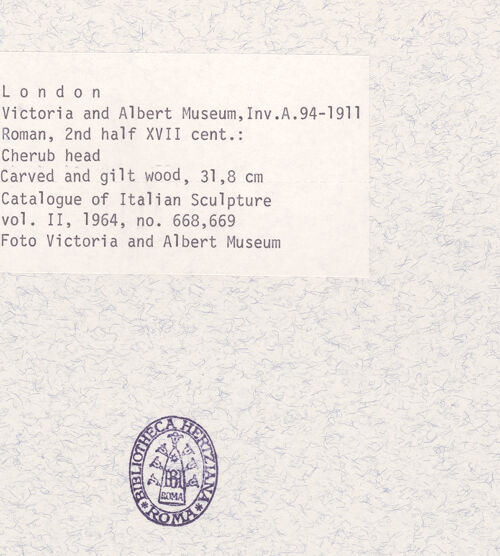 L o n d o n
Victoria and Albert Museum,Inv.A.94-1911
Roman, 2nd half XVII cent.:
Cherub head
Carved and gilt wood, 31,8 cm
Catalogue of Italian Sculpture
vol. II, 1964, no. 668,669
Foto Victoria and Albert Museum
BIBLIOTHECA HERTZIANA
BH
ROMA
* ROMA *